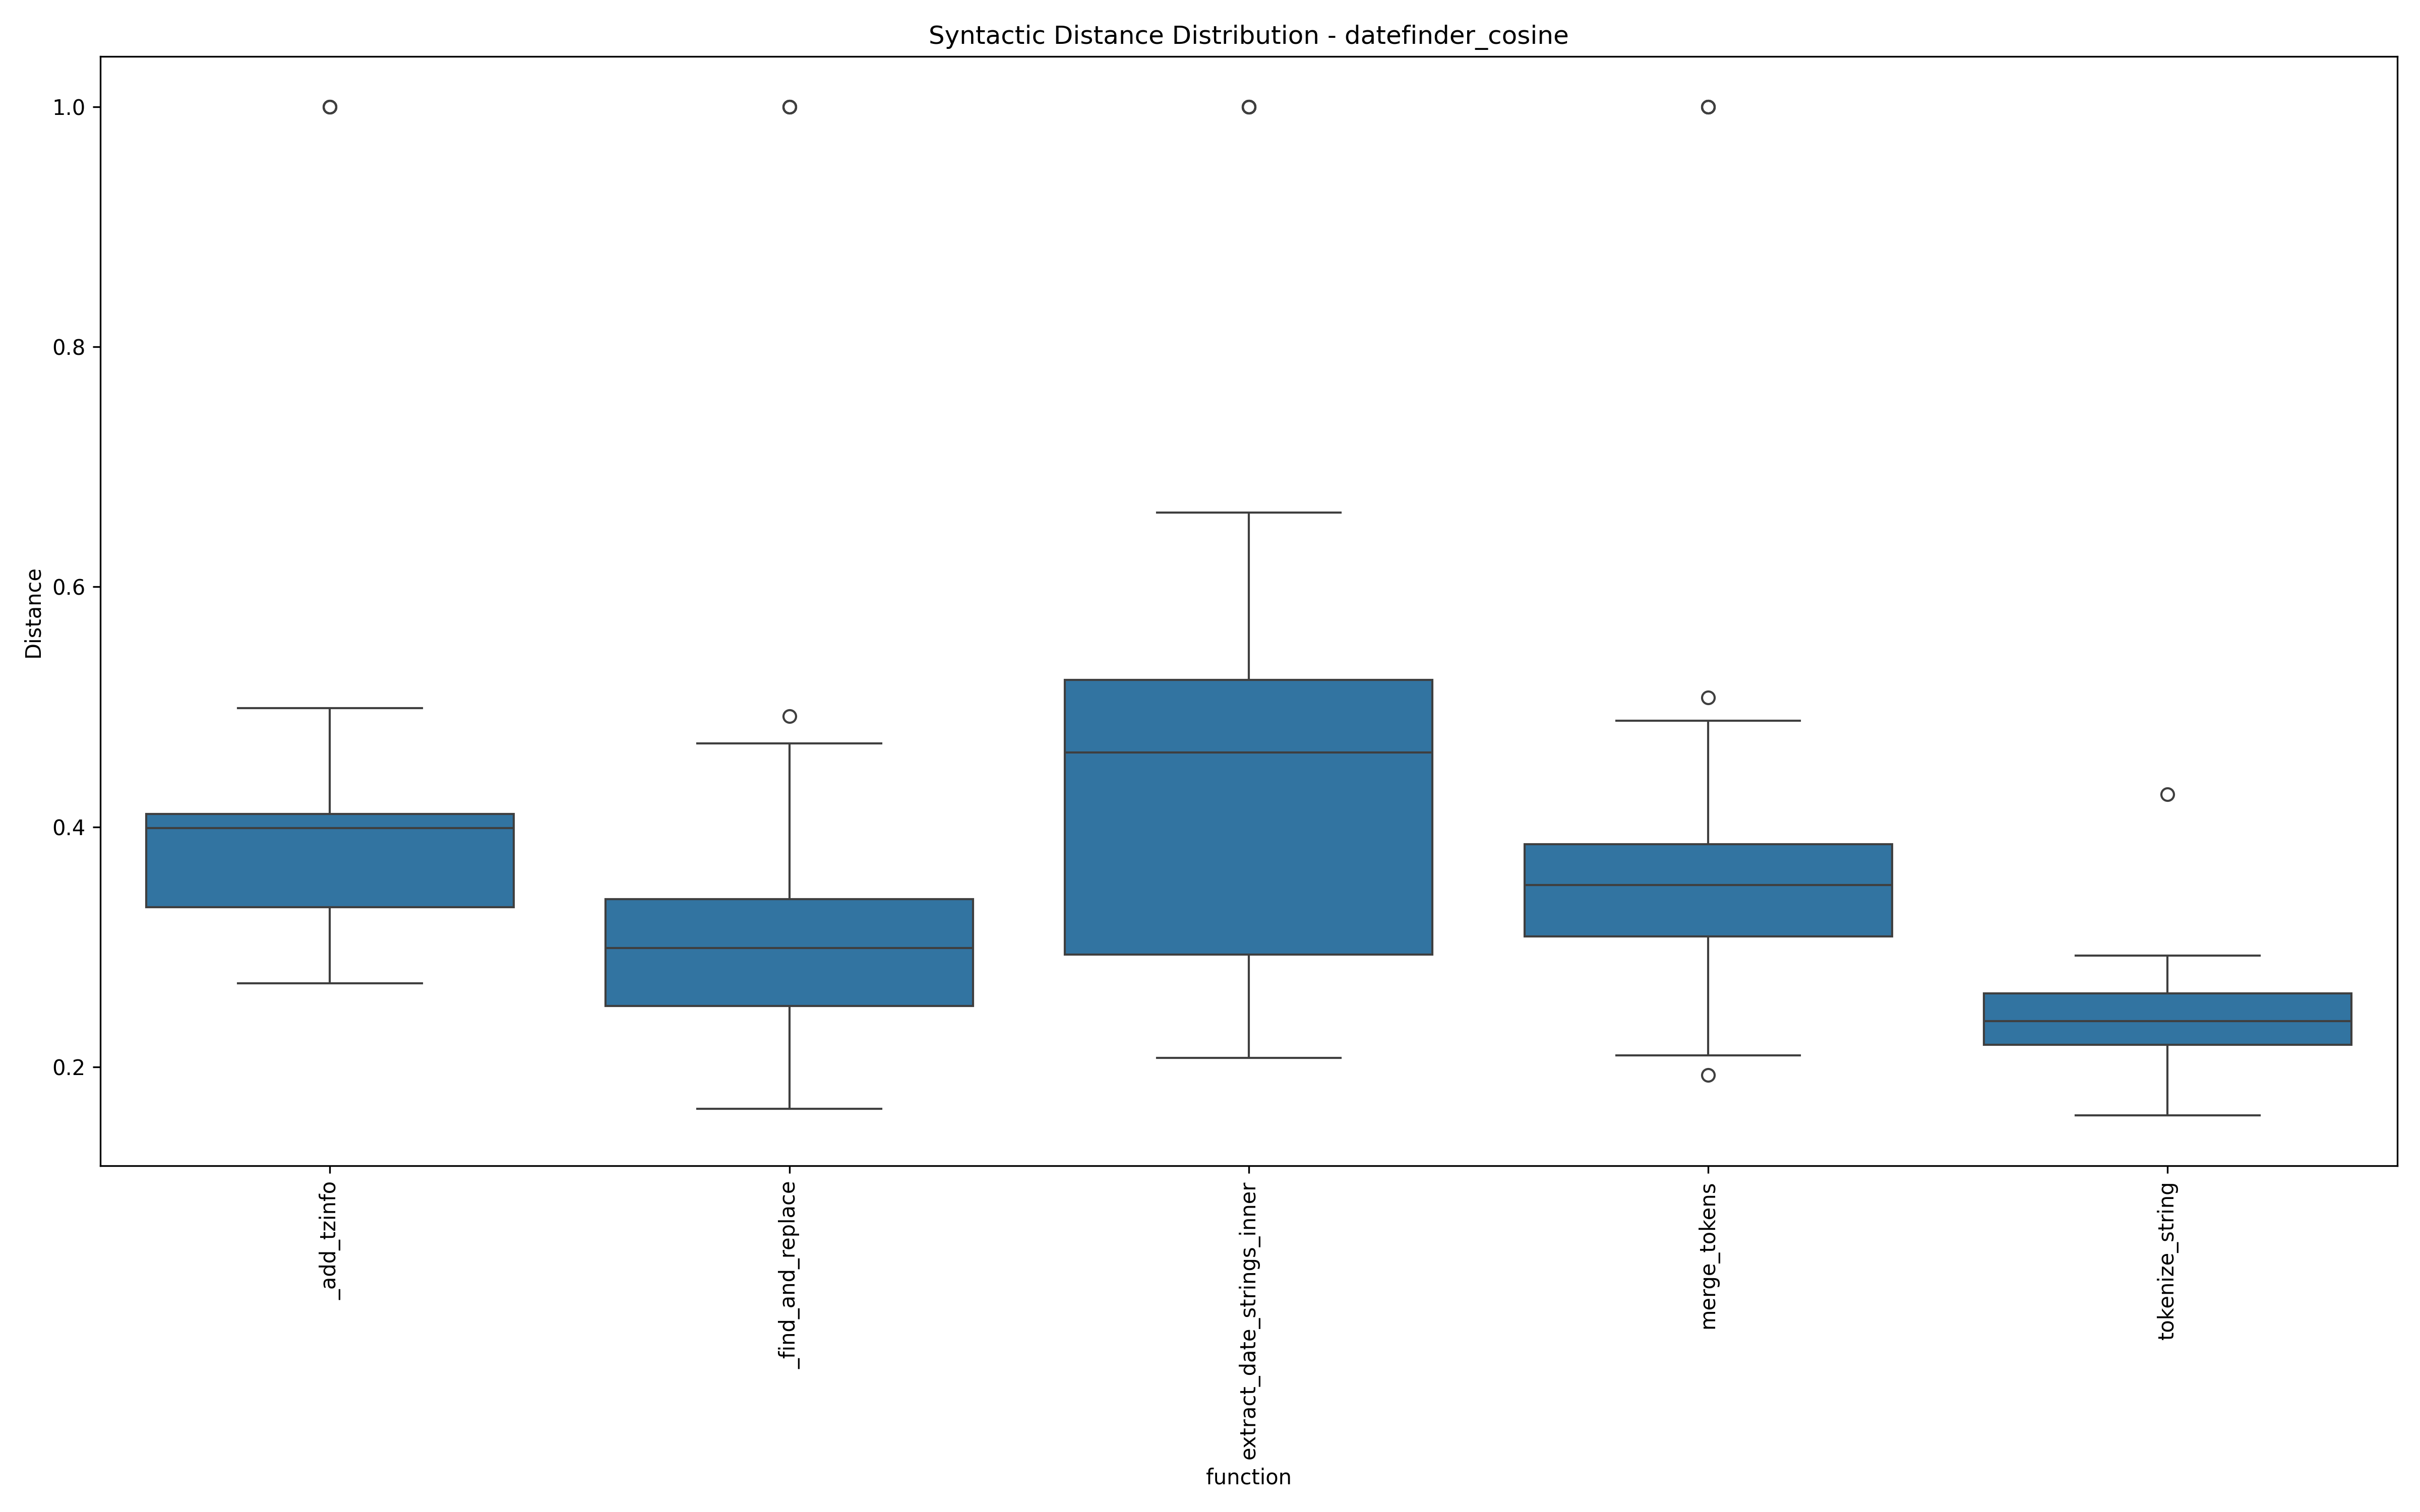 Syntactic Distance Distribution - datefinder_cosine
Distance
1.0
0.8
0.6
0.4
0.2
_add_tzinfo
_find_and_replace
extract_date_strings_inner
merge_tokens
tokenize_string
function